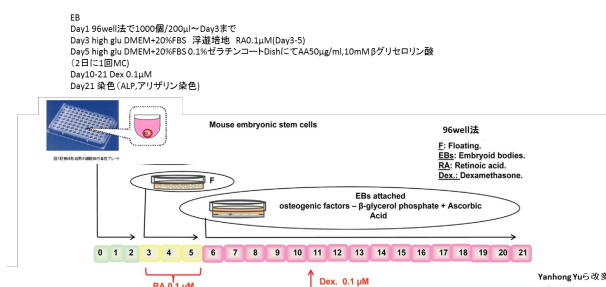 EB
Day1 96well法で1000個/200μl～Day3まで
Day3 high glu DMEM+20%FBS 浮遊培地 RA0.1μM(Day3-5)
Day5 high glu DMEM+20%FBS 0.1%ゼラチンコートDishにてAA50μg/ml,10mM βグリセロリン酸
（2日に1回MC）
Day10-21 Dex 0.1μM
Day21 染色（ALP,アリザリン染色）
Mouse embryonic stem cells
96well法
F: Floating.
EBs: Embryoid bodies.
RA: Retinoic acid.
Dex.: Dexamethasone.
F
EBs attached
osteogenic factors – β-glycerol phosphate + Ascorbic
Acid
0 1 2 3 4 5 6 7 8 9 10 11 12 13 14 15 16 17 18 19 20 21
RA 0.1 μM
Dex. 0.1 μM
Yanhong Yuら改変